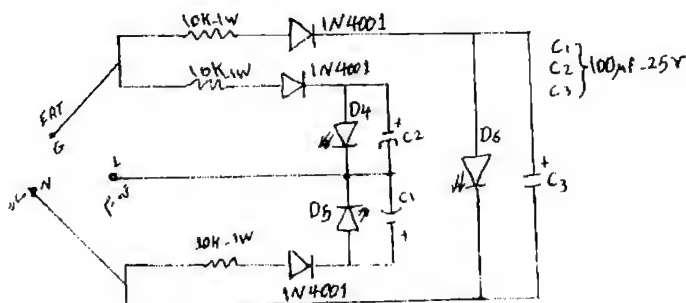 10K-1W
1N4001
10K-1W
1N4001
C1
C2
C3
100µF-25V
EAT
G
D4
C2
+
D6
+
C3
L
N
D5
C1
+
10K-1W
1N4001